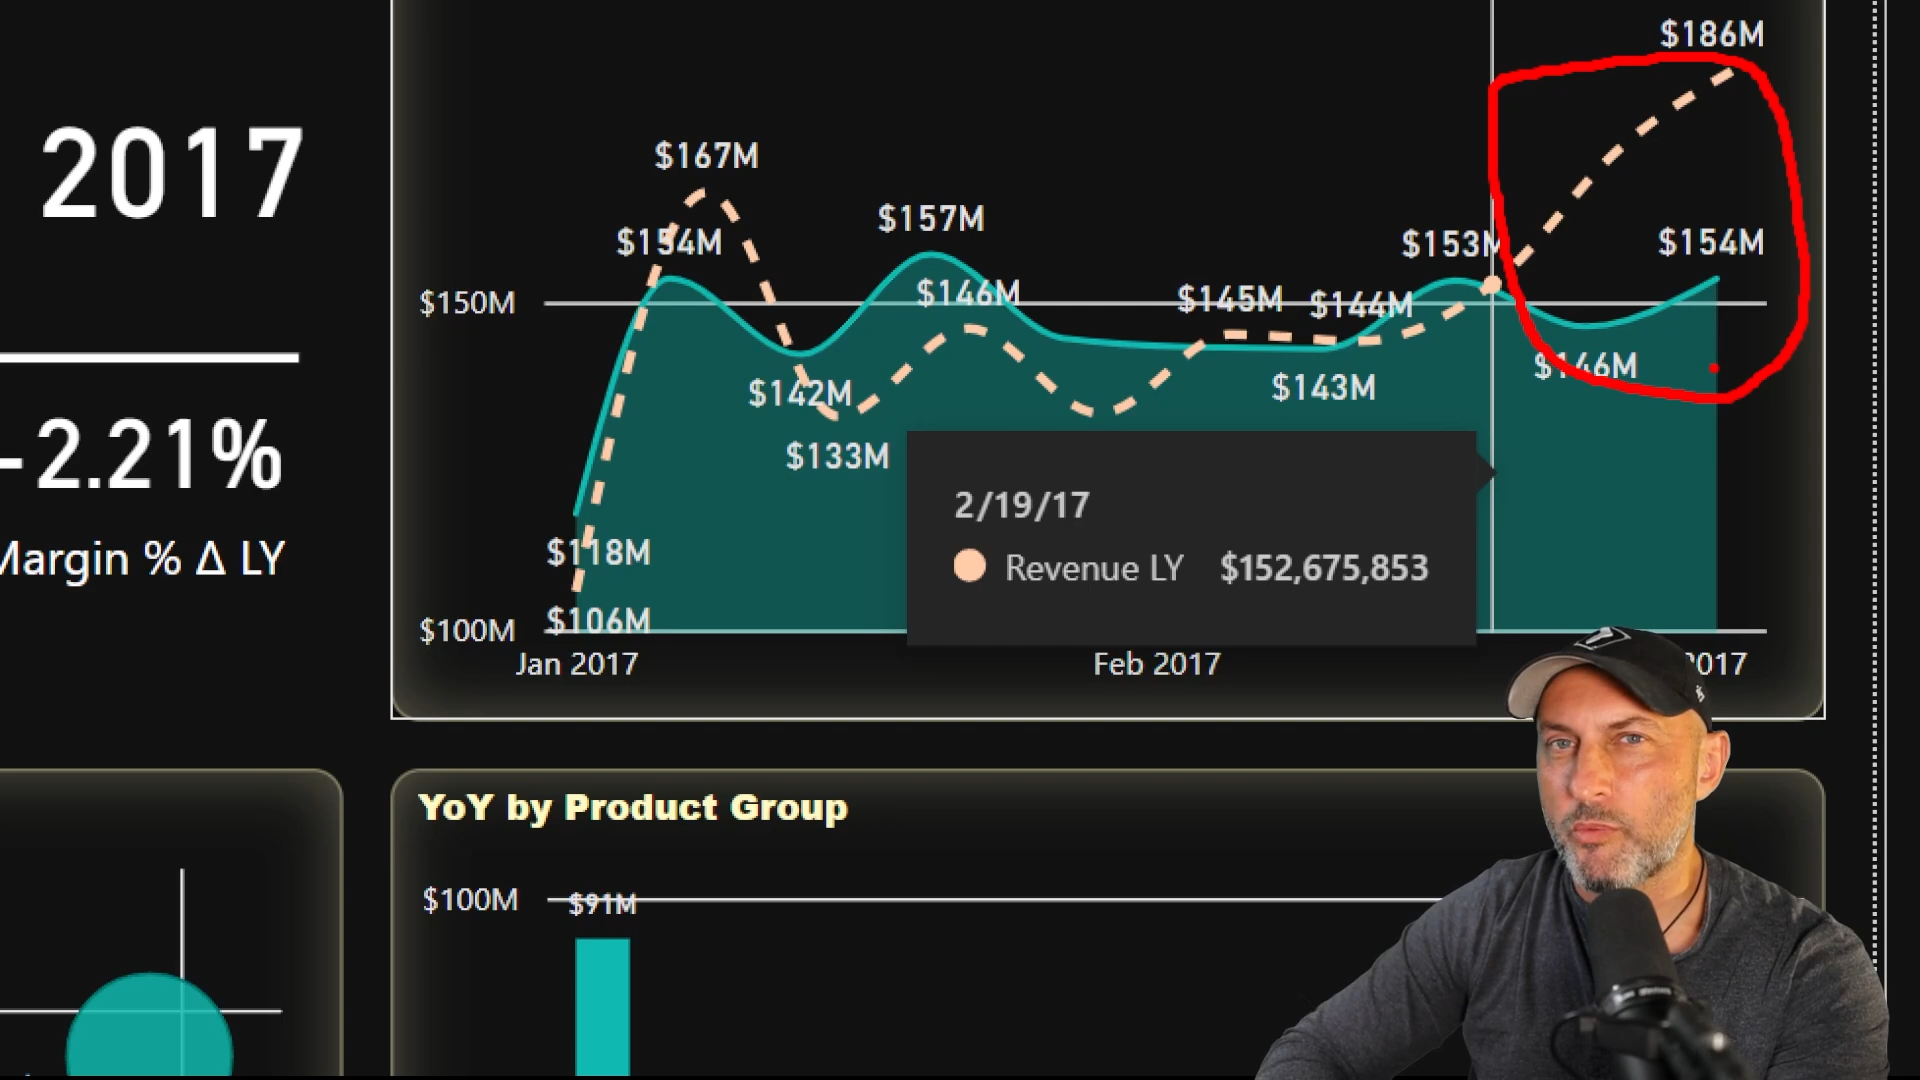 2017
-2.21%
Margin % Δ LY
$186M
$167M
$154M
$157M
$153M
$154M
$150M
$146M
$145M
$144M
$142M
$143M
$146M
$133M
$118M
$106M
$100M
2/19/17
Revenue LY $152,675,853
Jan 2017
Feb 2017
2017
YoY by Product Group
$100M
$91M